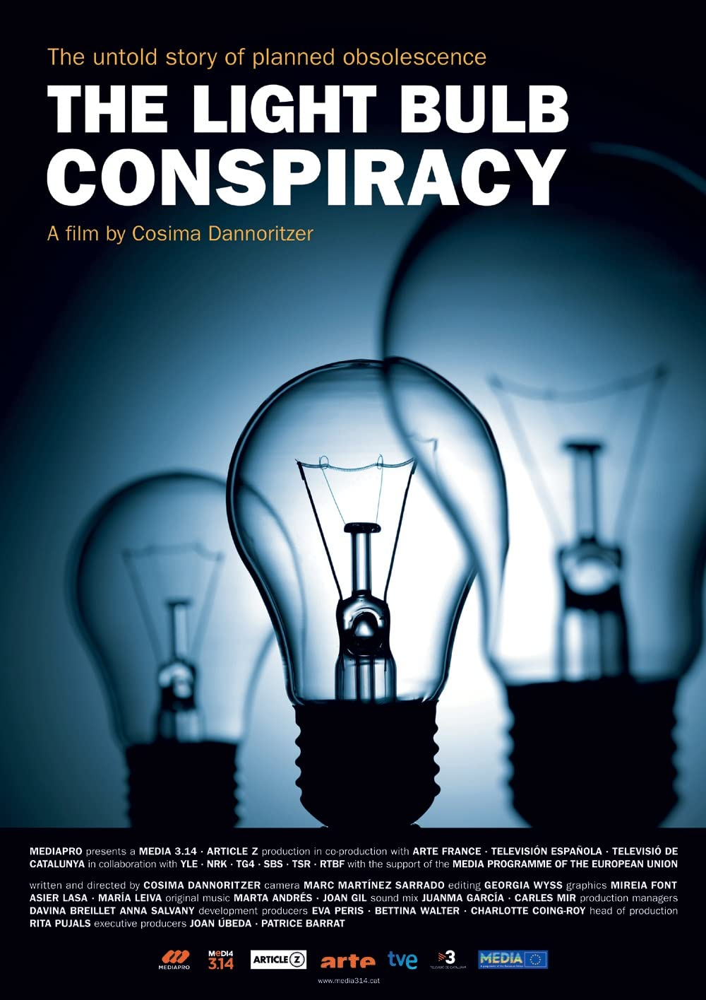 The untold story of planned obsolescence
THE LIGHT BULB
CONSPIRACY
A film by Cosima Dannoritzer
MEDIAPRO presents a MEDIA 3.14 · ARTICLE Z production in co-production with ARTE FRANCE · TELEVISIÓN ESPAÑOLA · TELEVISIÓ DE
CATALUNYA in collaboration with YLE · NRK · TG4 · SBS · TSR · RTBF with the support of the MEDIA PROGRAMME OF THE EUROPEAN UNION
written and directed by COSIMA DANNORITZER camera MARC MARTÍNEZ SARRADO editing GEORGIA WYSS graphics MIREIA FONT
ASIER LASA · MARÍA LEIVA original music MARTA ANDRÉS · JOAN GIL sound mix JUANMA GARCÍA · CARLES MIR production managers
DAVINA BREILLET ANNA SALVANY development producers EVA PERIS · BETTINA WALTER · CHARLOTTE COING-ROY head of production
RITA PUJALS executive producers JOAN ÚBEDA · PATRICE BARRAT
MEDIAPRO
MEDI4
3.14
ARTICLE Z
arte
tve
3
TELEVISIÓ DE CATALUNYA
MEDIA
www.media314.cat